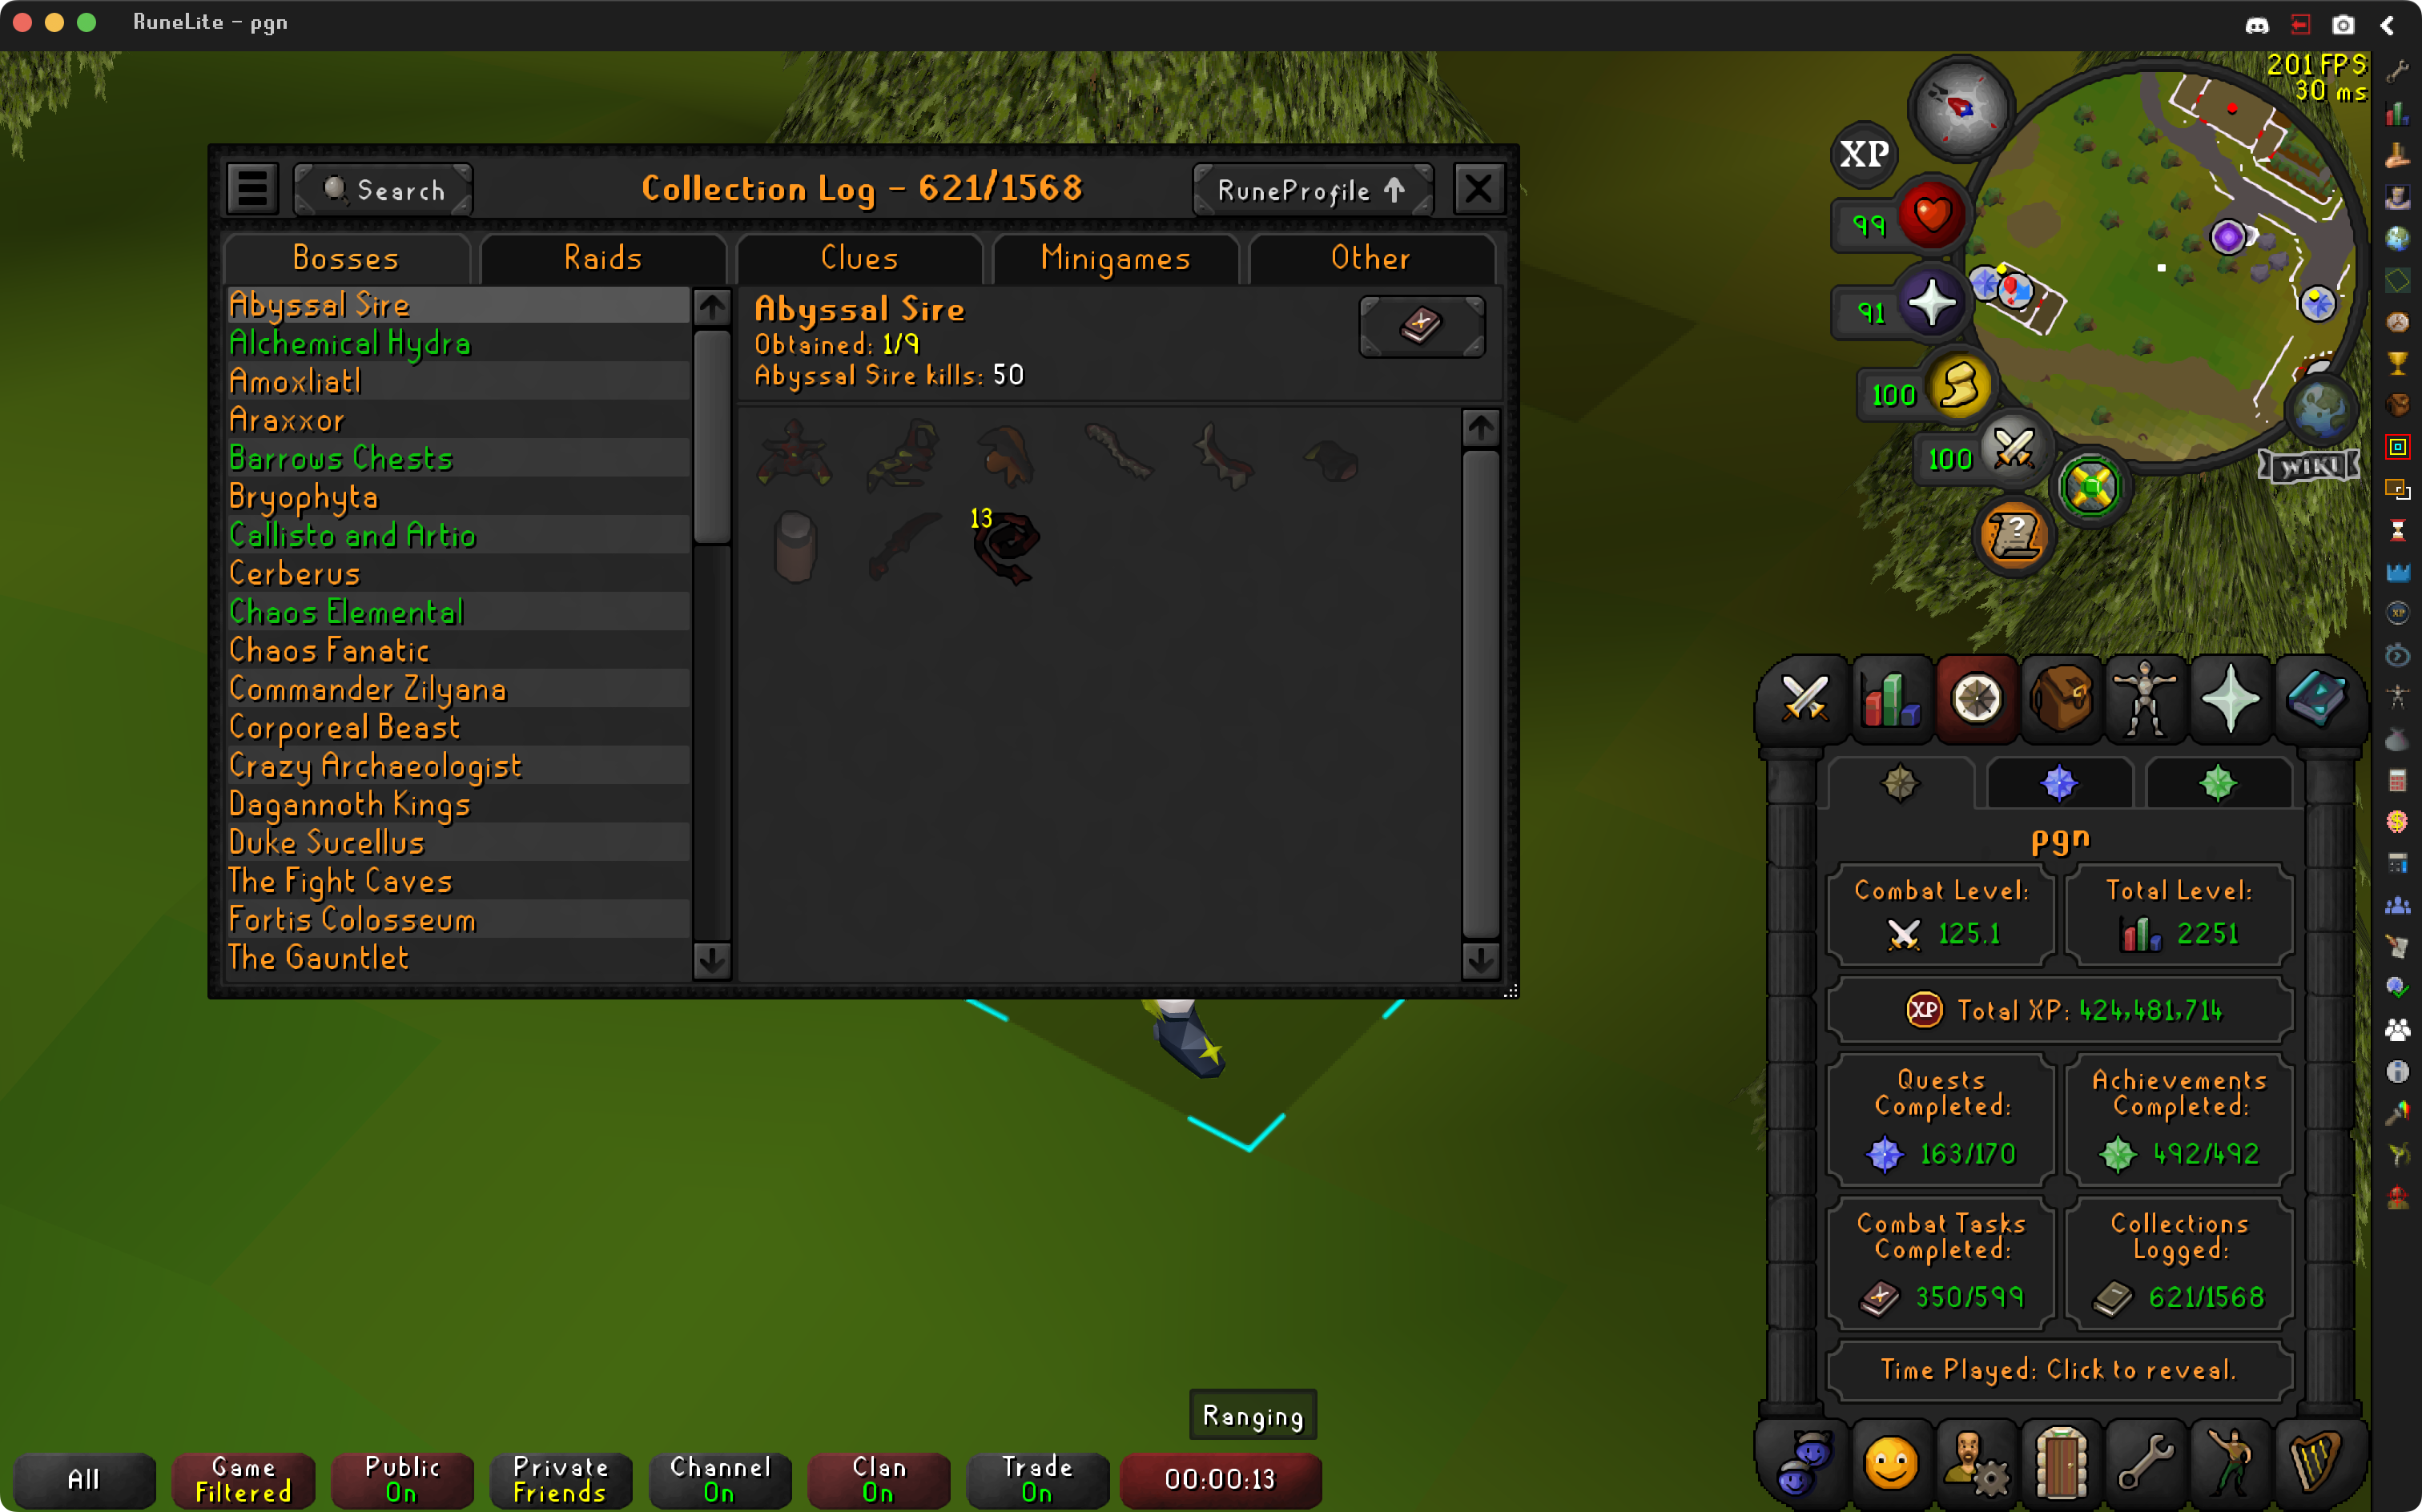 RuneLite - pgn
201 FPS
30 ms
XP
99
91
100
100
WIKI
Search
Collection Log - 621/1568
RuneProfile
Bosses
Raids
Clues
Minigames
Other
Abyssal Sire
Alchemical Hydra
Amoxliatl
Araxxor
Barrows Chests
Bryophyta
Callisto and Artio
Cerberus
Chaos Elemental
Chaos Fanatic
Commander Zilyana
Corporeal Beast
Crazy Archaeologist
Dagannoth Kings
Duke Sucellus
The Fight Caves
Fortis Colosseum
The Gauntlet
Abyssal Sire
Obtained: 1/9
Abyssal Sire kills: 50
13
pgn
Combat Level:
125.1
Total Level:
2251
XP
Total XP: 424,481,714
Quests
Completed:
163/170
Achievements
Completed:
492/492
Combat Tasks
Completed:
350/599
Collections
Logged:
621/1568
Time Played: Click to reveal.
Ranging
All
Game
Filtered
Public
On
Private
Friends
Channel
On
Clan
On
Trade
On
00:00:13